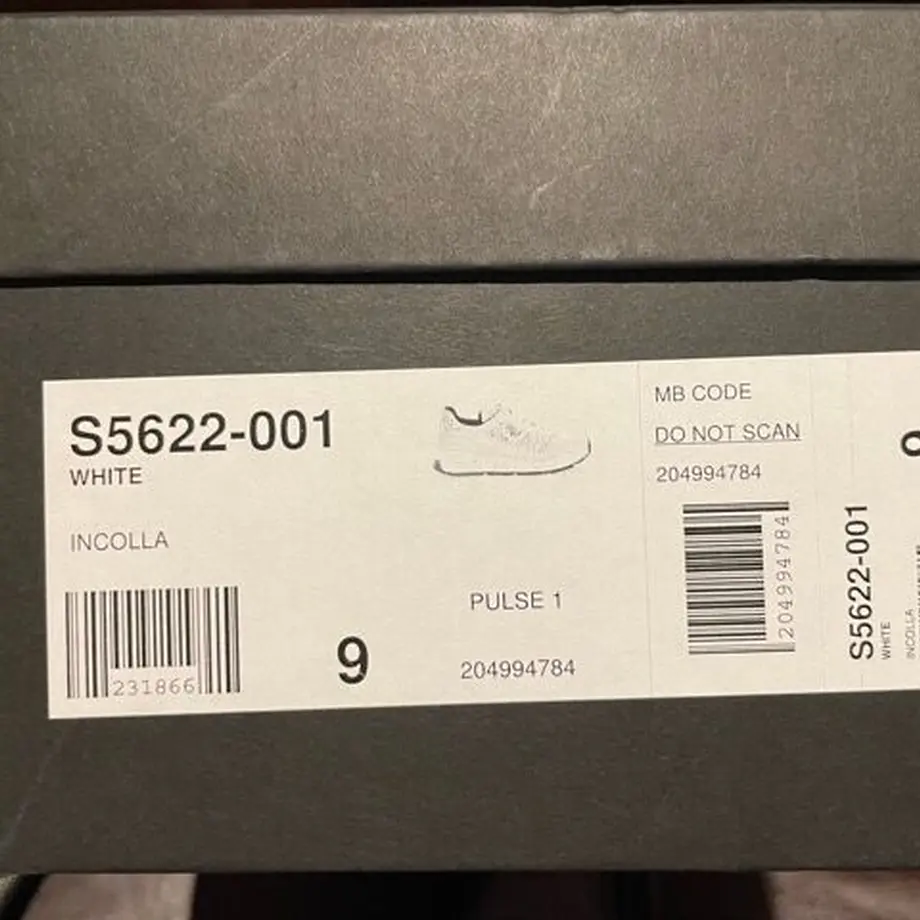 S5622-001
WHITE
INCOLLA
231866
9
PULSE 1
204994784
MB CODE
DO NOT SCAN
204994784
204994784
S5622-001
WHITE
INCOLLA